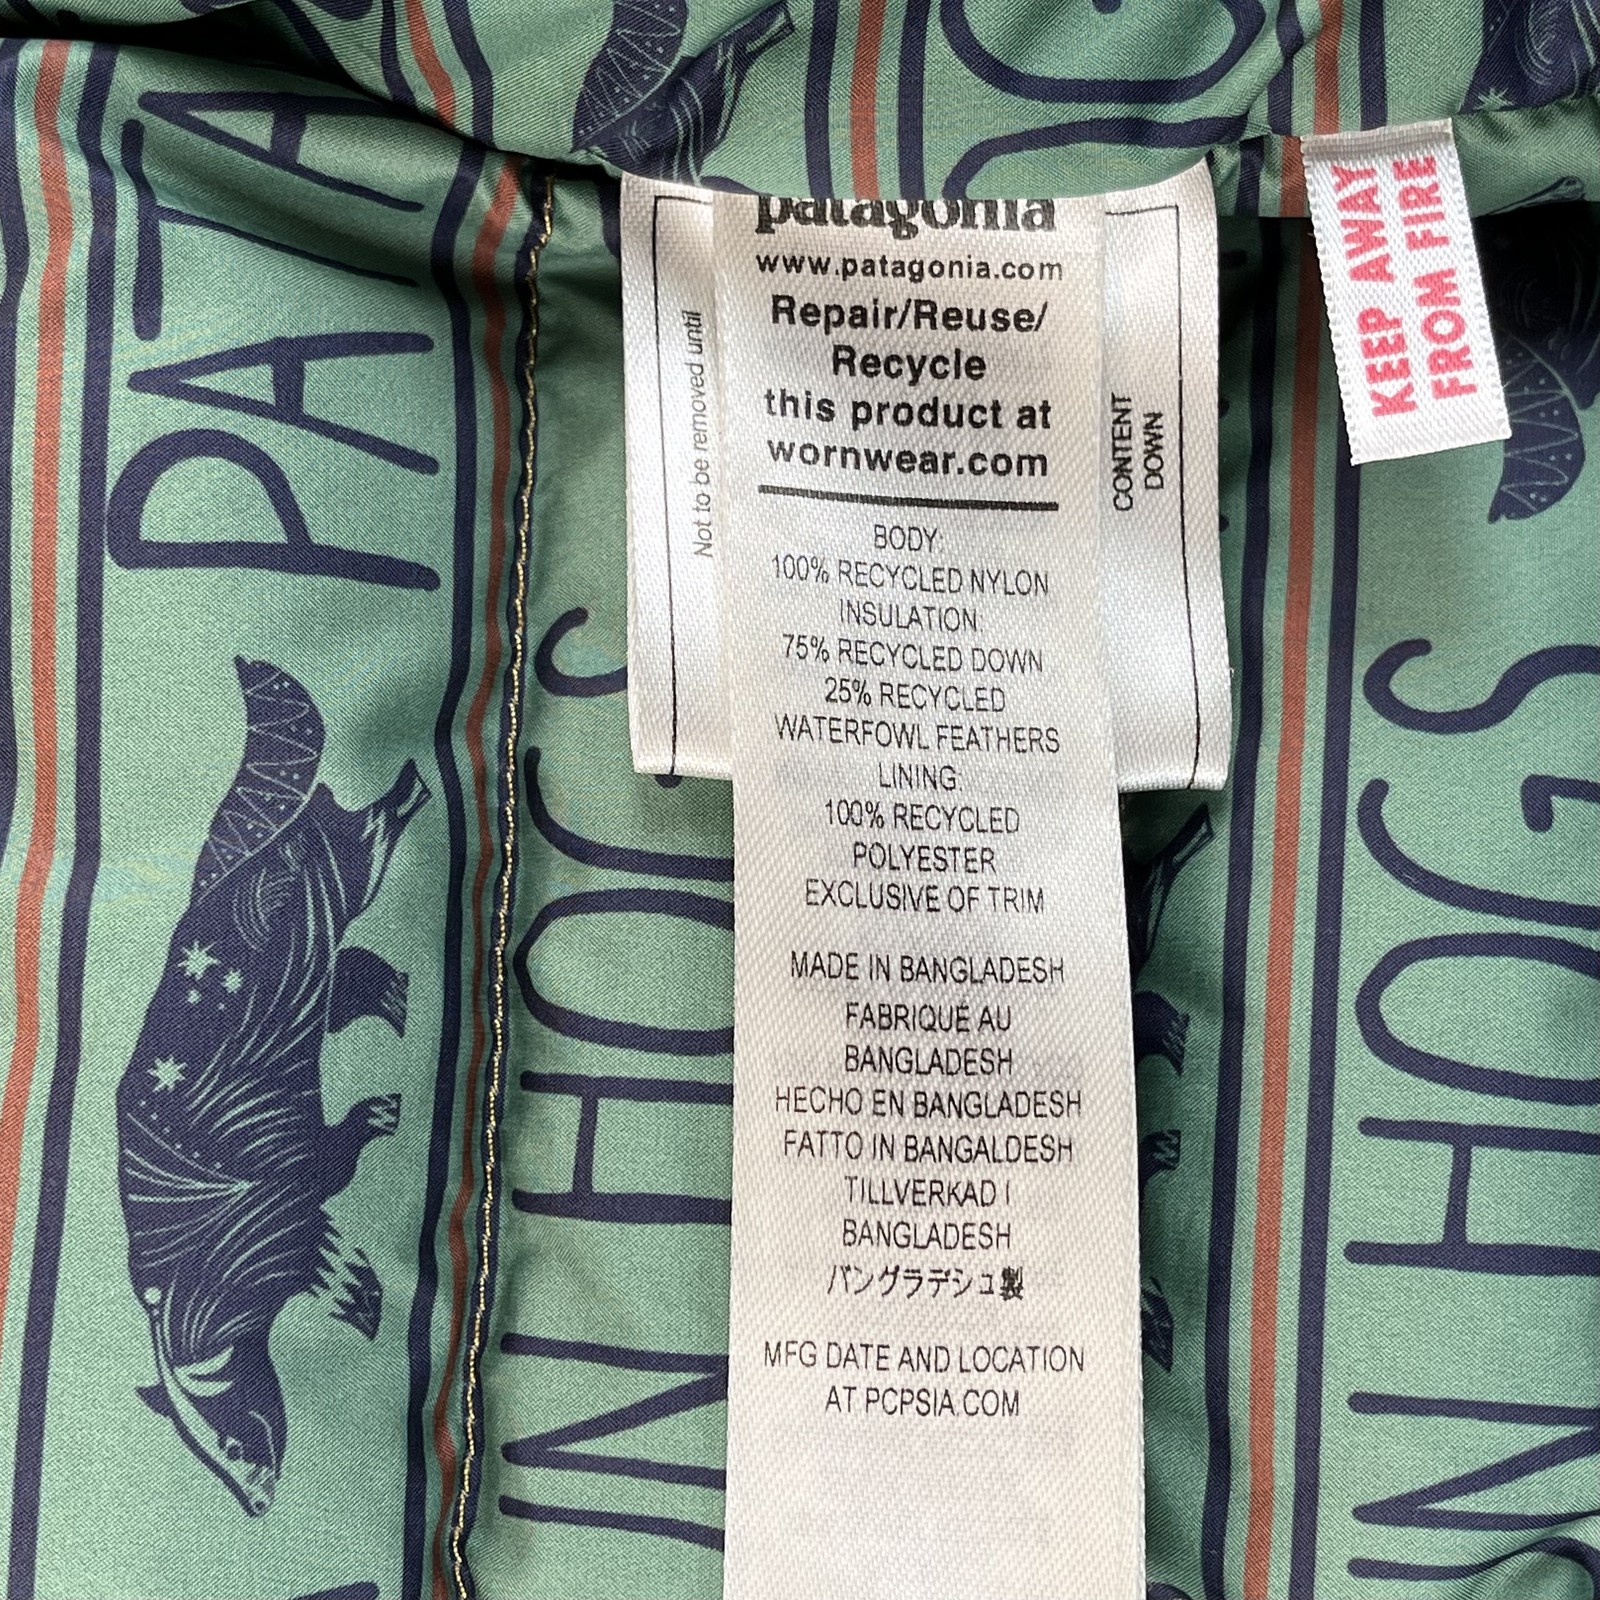 patagonia
www.patagonia.com
Repair/Reuse/
Recycle
this product at
wornwear.com
BODY:
100% RECYCLED NYLON
INSULATION:
75% RECYCLED DOWN
25% RECYCLED
WATERFOWL FEATHERS
LINING:
100% RECYCLED
POLYESTER
EXCLUSIVE OF TRIM
MADE IN BANGLADESH
FABRIQUÉ AU
BANGLADESH
HECHO EN BANGLADESH
FATTO IN BANGALDESH
TILLVERKAD I
BANGLADESH
バングラデシュ製
MFG DATE AND LOCATION
AT PCPSIA.COM
Not to be removed until
CONTENT
DOWN
KEEP AWAY
FROM FIRE
PATA
IN HOGS
IN HOGS